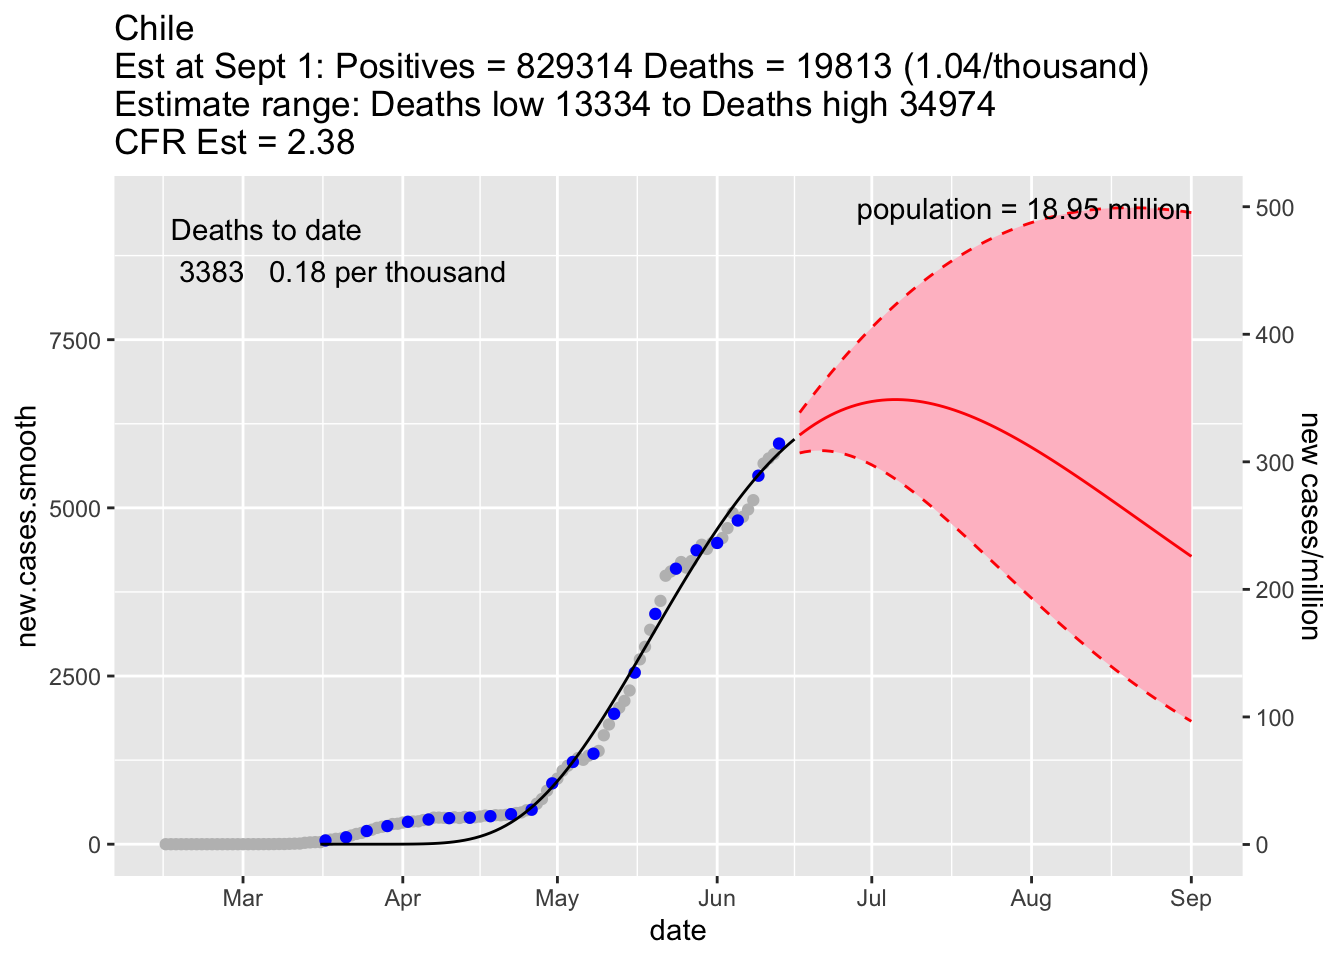 Chile
Est at Sept 1: Positives = 829314 Deaths = 19813 (1.04/thousand)
Estimate range: Deaths low 13334 to Deaths high 34974
CFR Est = 2.38
Deaths to date
3383 0.18 per thousand
population = 18.95 million
new.cases.smooth
7500
5000
2500
0
500
400
300
200
100
0
new cases/million
Mar Apr May Jun Jul Aug Sep
date